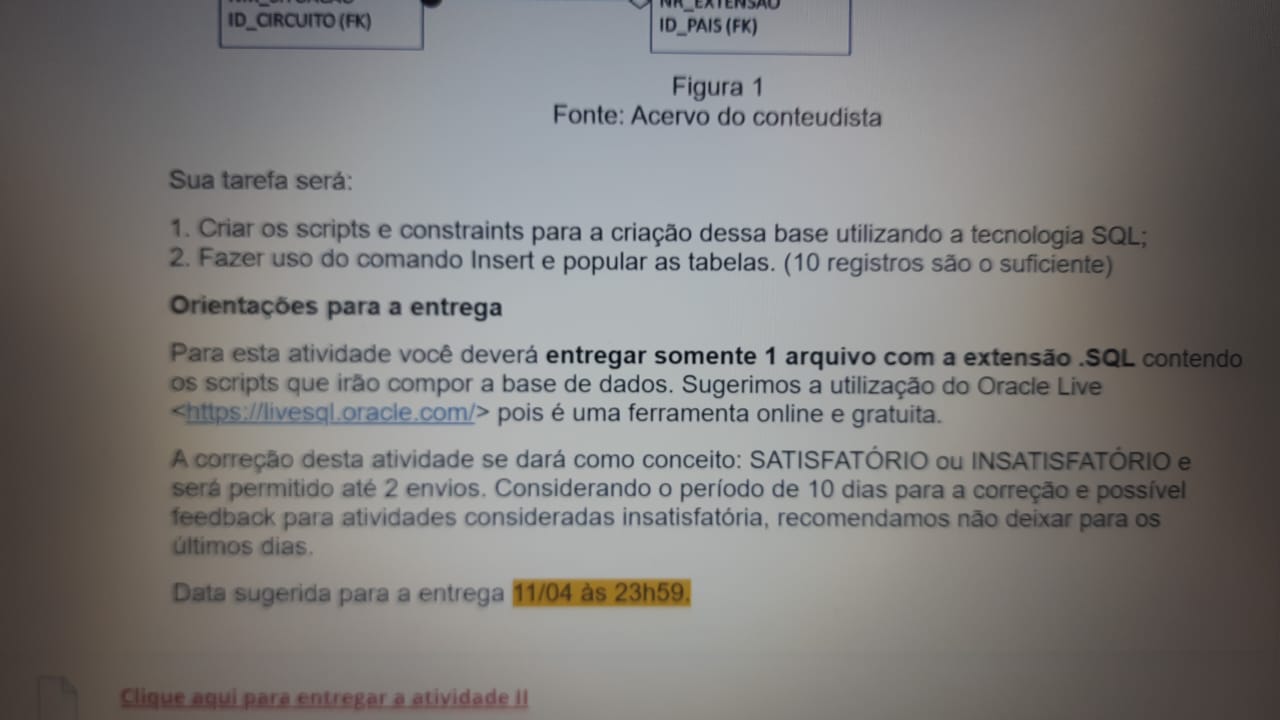 ID_CIRCUITO (FK)
NR_EXTENSAO
ID_PAIS (FK)
Figura 1
Fonte: Acervo do conteudista
Sua tarefa será:
1. Criar os scripts e constraints para a criação dessa base utilizando a tecnologia SQL;
2. Fazer uso do comando Insert e popular as tabelas. (10 registros são o suficiente)
Orientações para a entrega
Para esta atividade você deverá entregar somente 1 arquivo com a extensão .SQL contendo
os scripts que irão compor a base de dados. Sugerimos a utilização do Oracle Live
<https://livesql.oracle.com/> pois é uma ferramenta online e gratuita.
A correção desta atividade se dará como conceito: SATISFATÓRIO ou INSATISFATÓRIO e
será permitido até 2 envios. Considerando o período de 10 dias para a correção e possível
feedback para atividades consideradas insatisfatória, recomendamos não deixar para os
últimos dias.
Data sugerida para a entrega 11/04 às 23h59.
Clique aqui para entregar a atividade II